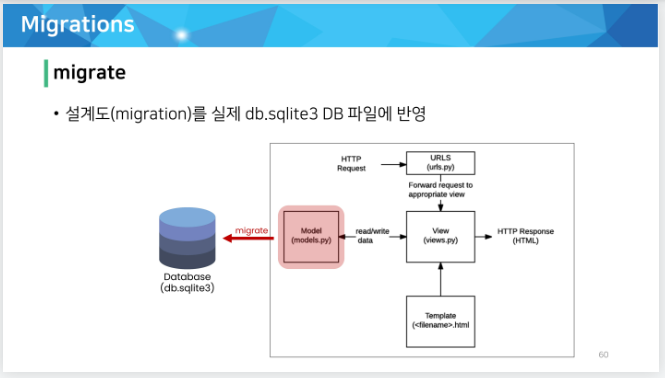 Migrations
migrate
• 설계도(migration)를 실제 db.sqlite3 DB 파일에 반영
HTTP
Request
URLS
(urls.py)
Forward request to
appropriate view
migrate
Model
(models.py)
read/write
data
View
(views.py)
HTTP Response
(HTML)
Database
(db.sqlite3)
Template
(<filename>.html
60